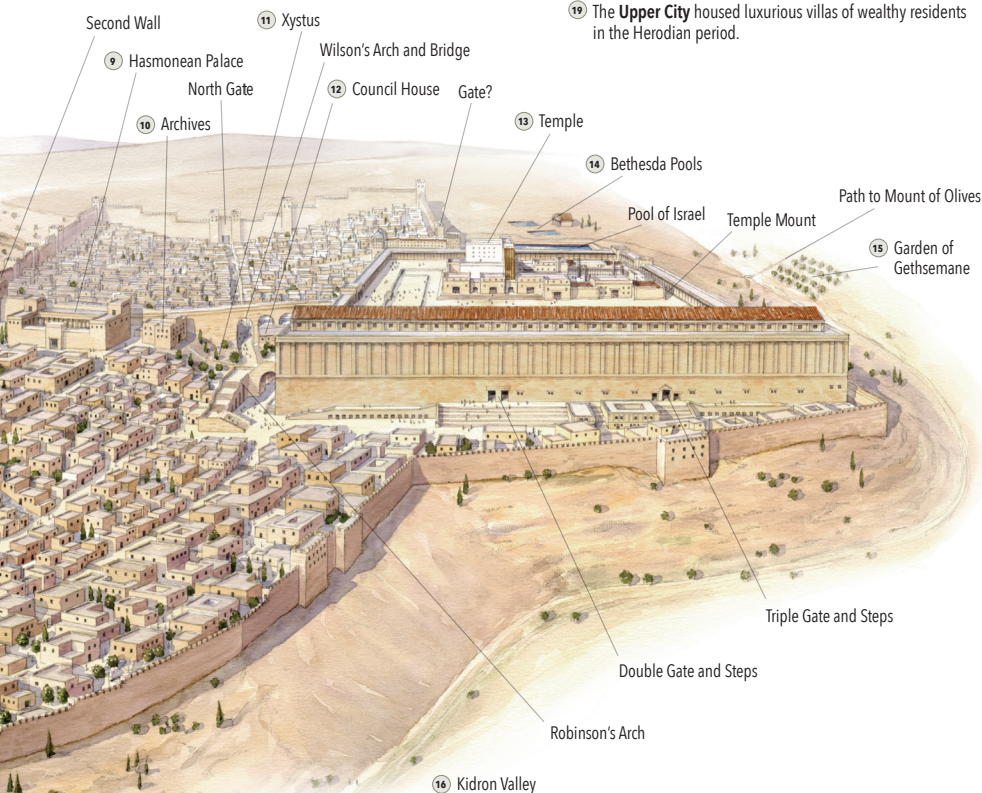 19 The Upper City housed luxurious villas of wealthy residents
in the Herodian period.
Second Wall
11 Xystus
9 Hasmonean Palace
Wilson's Arch and Bridge
North Gate
12 Council House
Gate?
10 Archives
13 Temple
14 Bethesda Pools
Path to Mount of Olives
Pool of Israel
Temple Mount
15 Garden of
Gethsemane
Triple Gate and Steps
Double Gate and Steps
Robinson's Arch
16 Kidron Valley